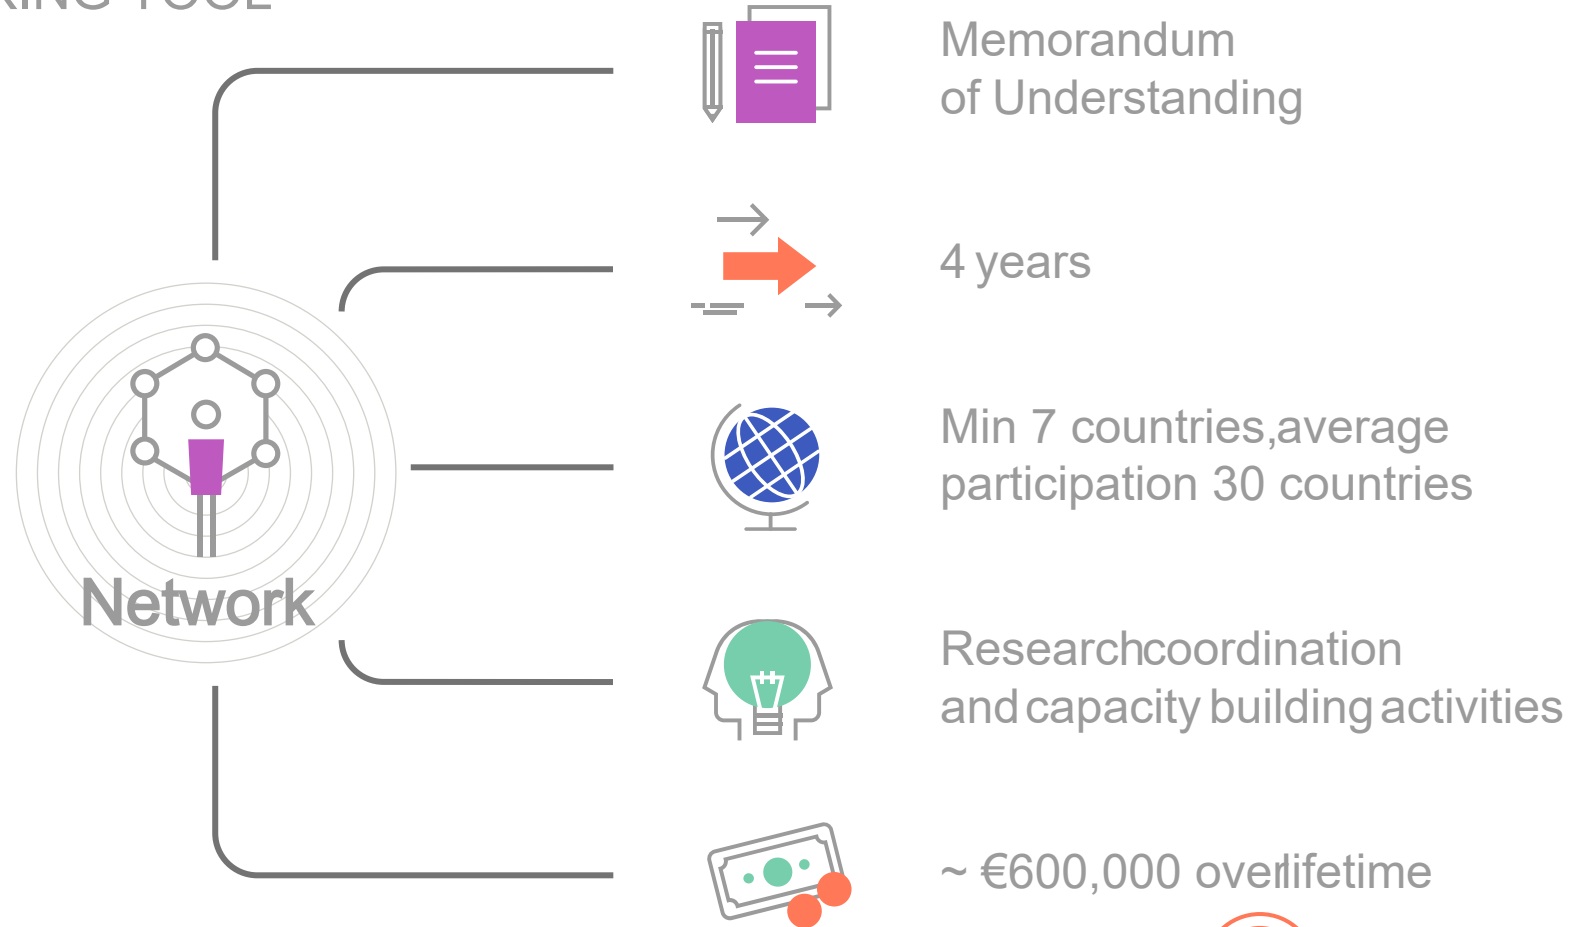 TOOL
Memorandum
of Understanding
4 years
Min 7 countries,average
participation 30 countries
Network
Researchcoordination
and capacity building activities
~ €600,000 overlifetime